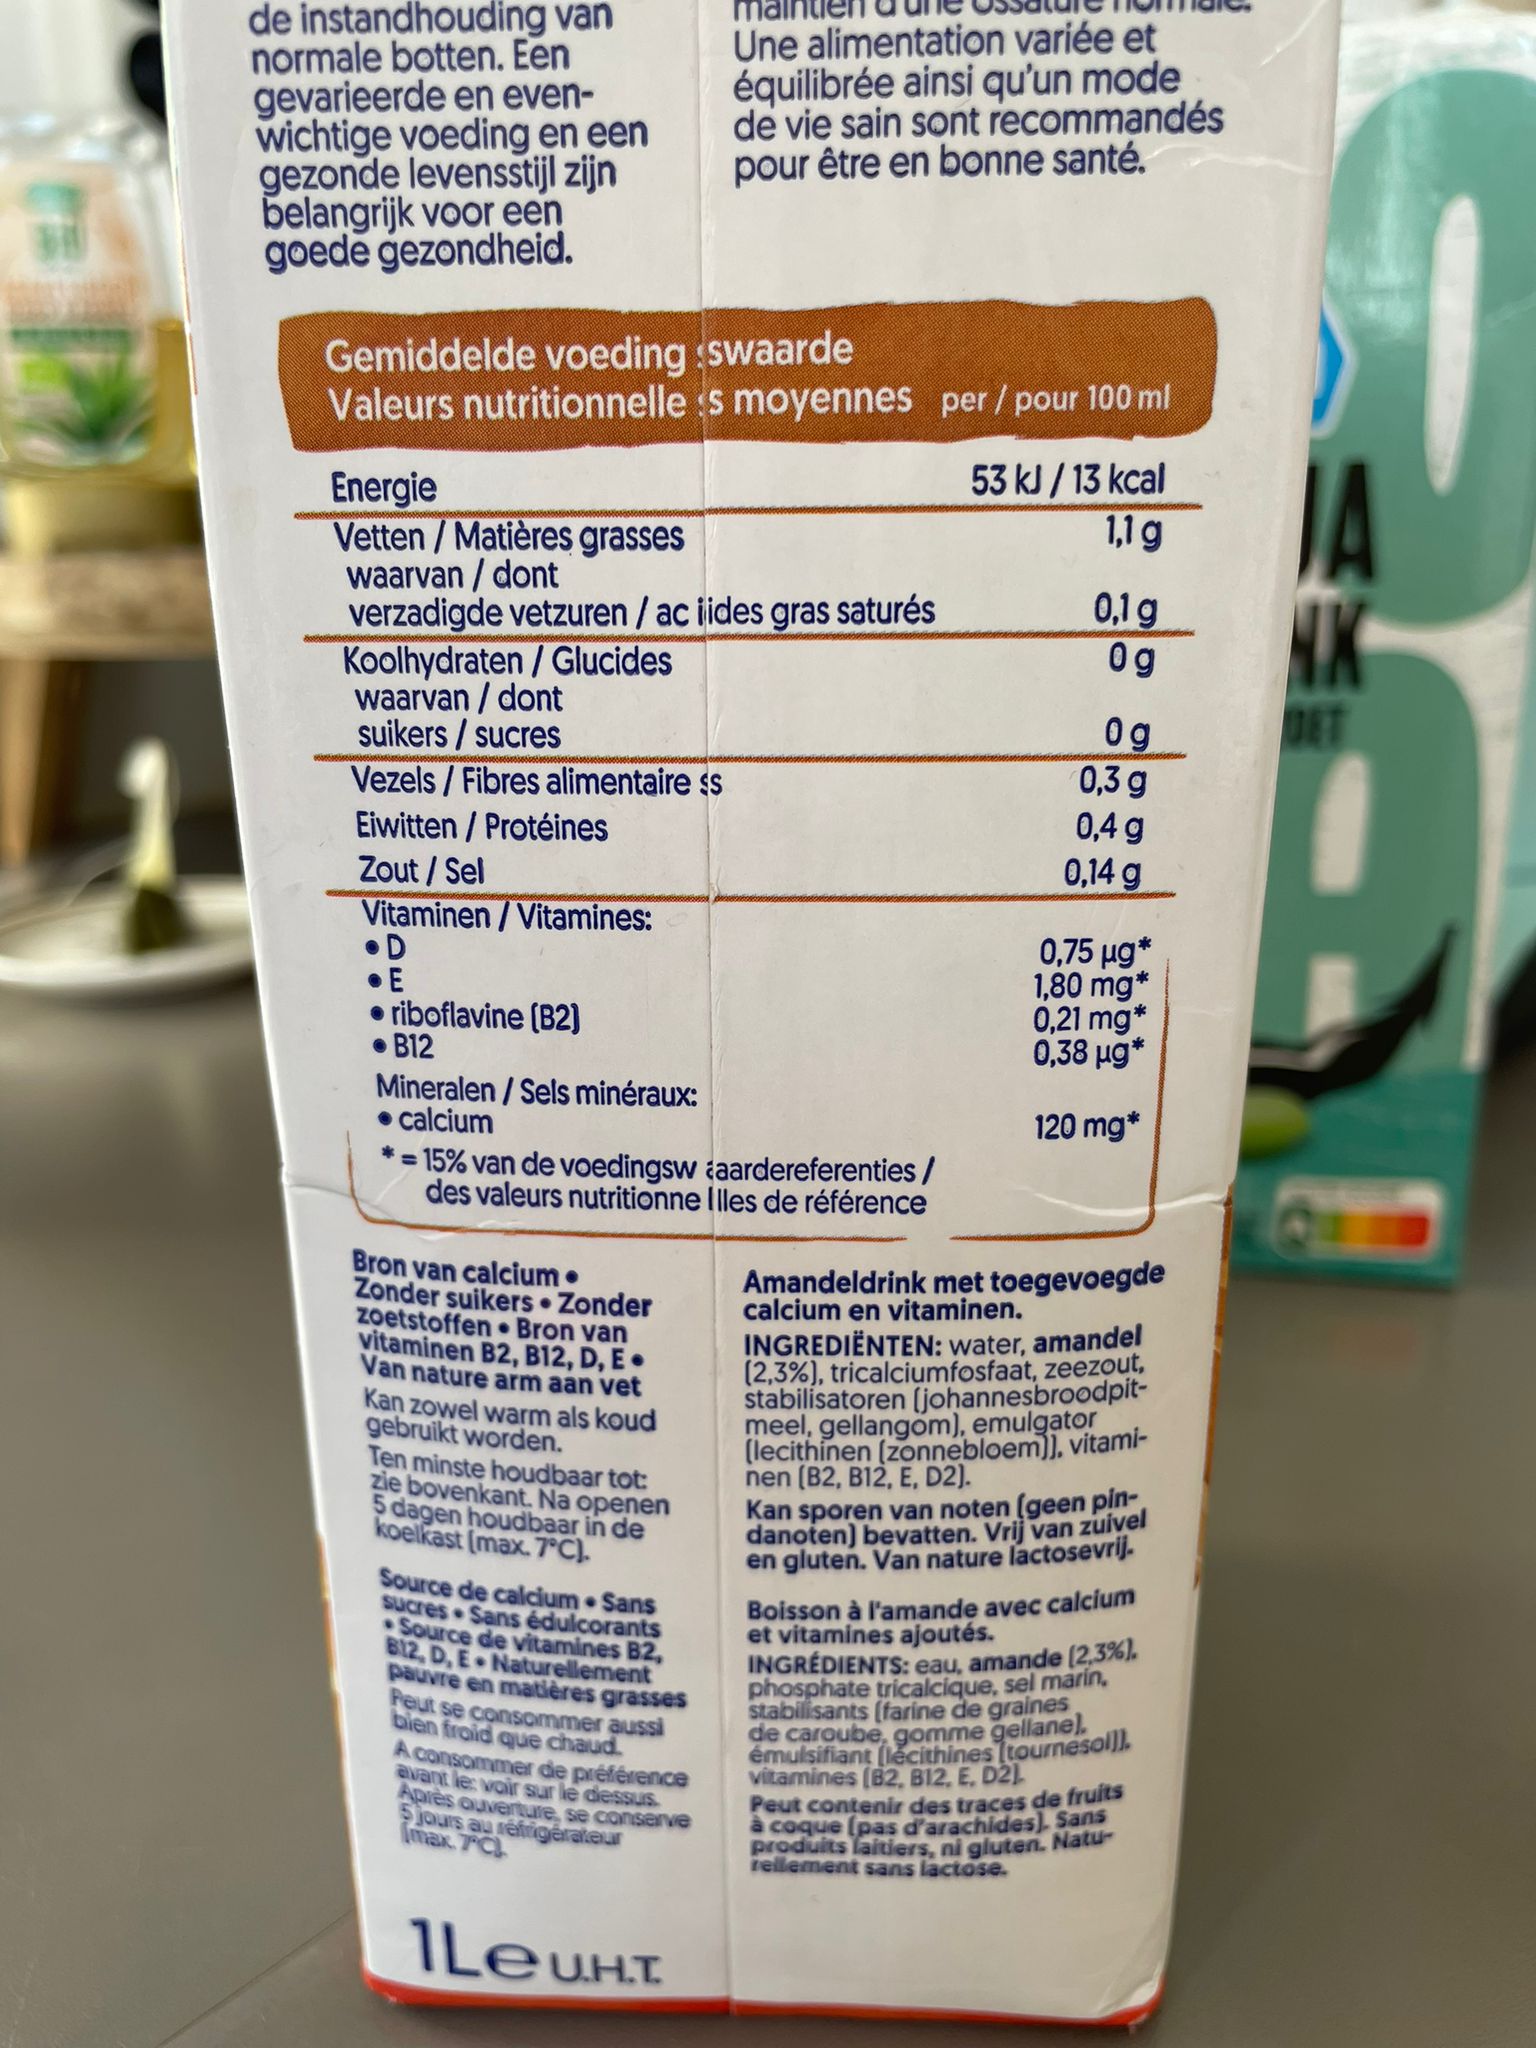 de instandhouding van
normale botten. Een
gevarieerde en even-
wichtige voeding en een
gezonde levensstijl zijn
belangrijk voor een
goede gezondheid.
maintien d'une ossature normale.
Une alimentation variée et
équilibrée ainsi qu'un mode
de vie sain sont recommandés
pour être en bonne santé.
Gemiddelde voedingswaarde
Valeurs nutritionnelles moyennes per / pour 100 ml
Energie 53 kJ / 13 kcal
Vetten / Matières grasses 1,1 g
waarvan / dont
verzadigde vetzuren / acides gras saturés 0,1 g
Koolhydraten / Glucides 0 g
waarvan / dont
suikers / sucres 0 g
Vezels / Fibres alimentaires 0,3 g
Eiwitten / Protéines 0,4 g
Zout / Sel 0,14 g
Vitaminen / Vitamines:
• D 0,75 µg*
• E 1,80 mg*
• riboflavine (B2) 0,21 mg*
• B12 0,38 µg*
Mineralen / Sels minéraux:
• calcium 120 mg*
* = 15% van de voedingswaardereferenties /
des valeurs nutritionnelles de référence
Bron van calcium •
Zonder suikers • Zonder
zoetstoffen • Bron van
vitaminen B2, B12, D, E •
Van nature arm aan vet
Kan zowel warm als koud
gebruikt worden.
Ten minste houdbaar tot:
zie bovenkant. Na openen
5 dagen houdbaar in de
koelkast (max. 7°C).
Source de calcium • Sans
sucres • Sans édulcorants
• Source de vitamines B2,
B12, D, E • Naturellement
pauvre en matières grasses
Peut se consommer aussi
bien froid que chaud.
A consommer de préférence
avant le: voir sur le dessus.
Après ouverture, se conserve
5 jours au réfrigérateur
(max. 7°C).
Amandeldrink met toegevoegde
calcium en vitaminen.
INGREDIËNTEN: water, amandel
(2,3%), tricalciumfosfaat, zeezout,
stabilisatoren (johannesbroodpit-
meel, gellangom), emulgator
(lecithinen (zonnebloem)), vitami-
nen (B2, B12, E, D2).
Kan sporen van noten (geen pin-
danoten) bevatten. Vrij van zuivel
en gluten. Van nature lactosevrij.
Boisson à l'amande avec calcium
et vitamines ajoutés.
INGRÉDIENTS: eau, amande (2,3%),
phosphate tricalcique, sel marin,
stabilisants (farine de graines
de caroube, gomme gellane),
émulsifiant (lécithines (tournesol)),
vitamines (B2, B12, E, D2).
Peut contenir des traces de fruits
à coque (pas d'arachides). Sans
produits laitiers, ni gluten. Natu-
rellement sans lactose.
1L e U.H.T.
JA
NK
OET